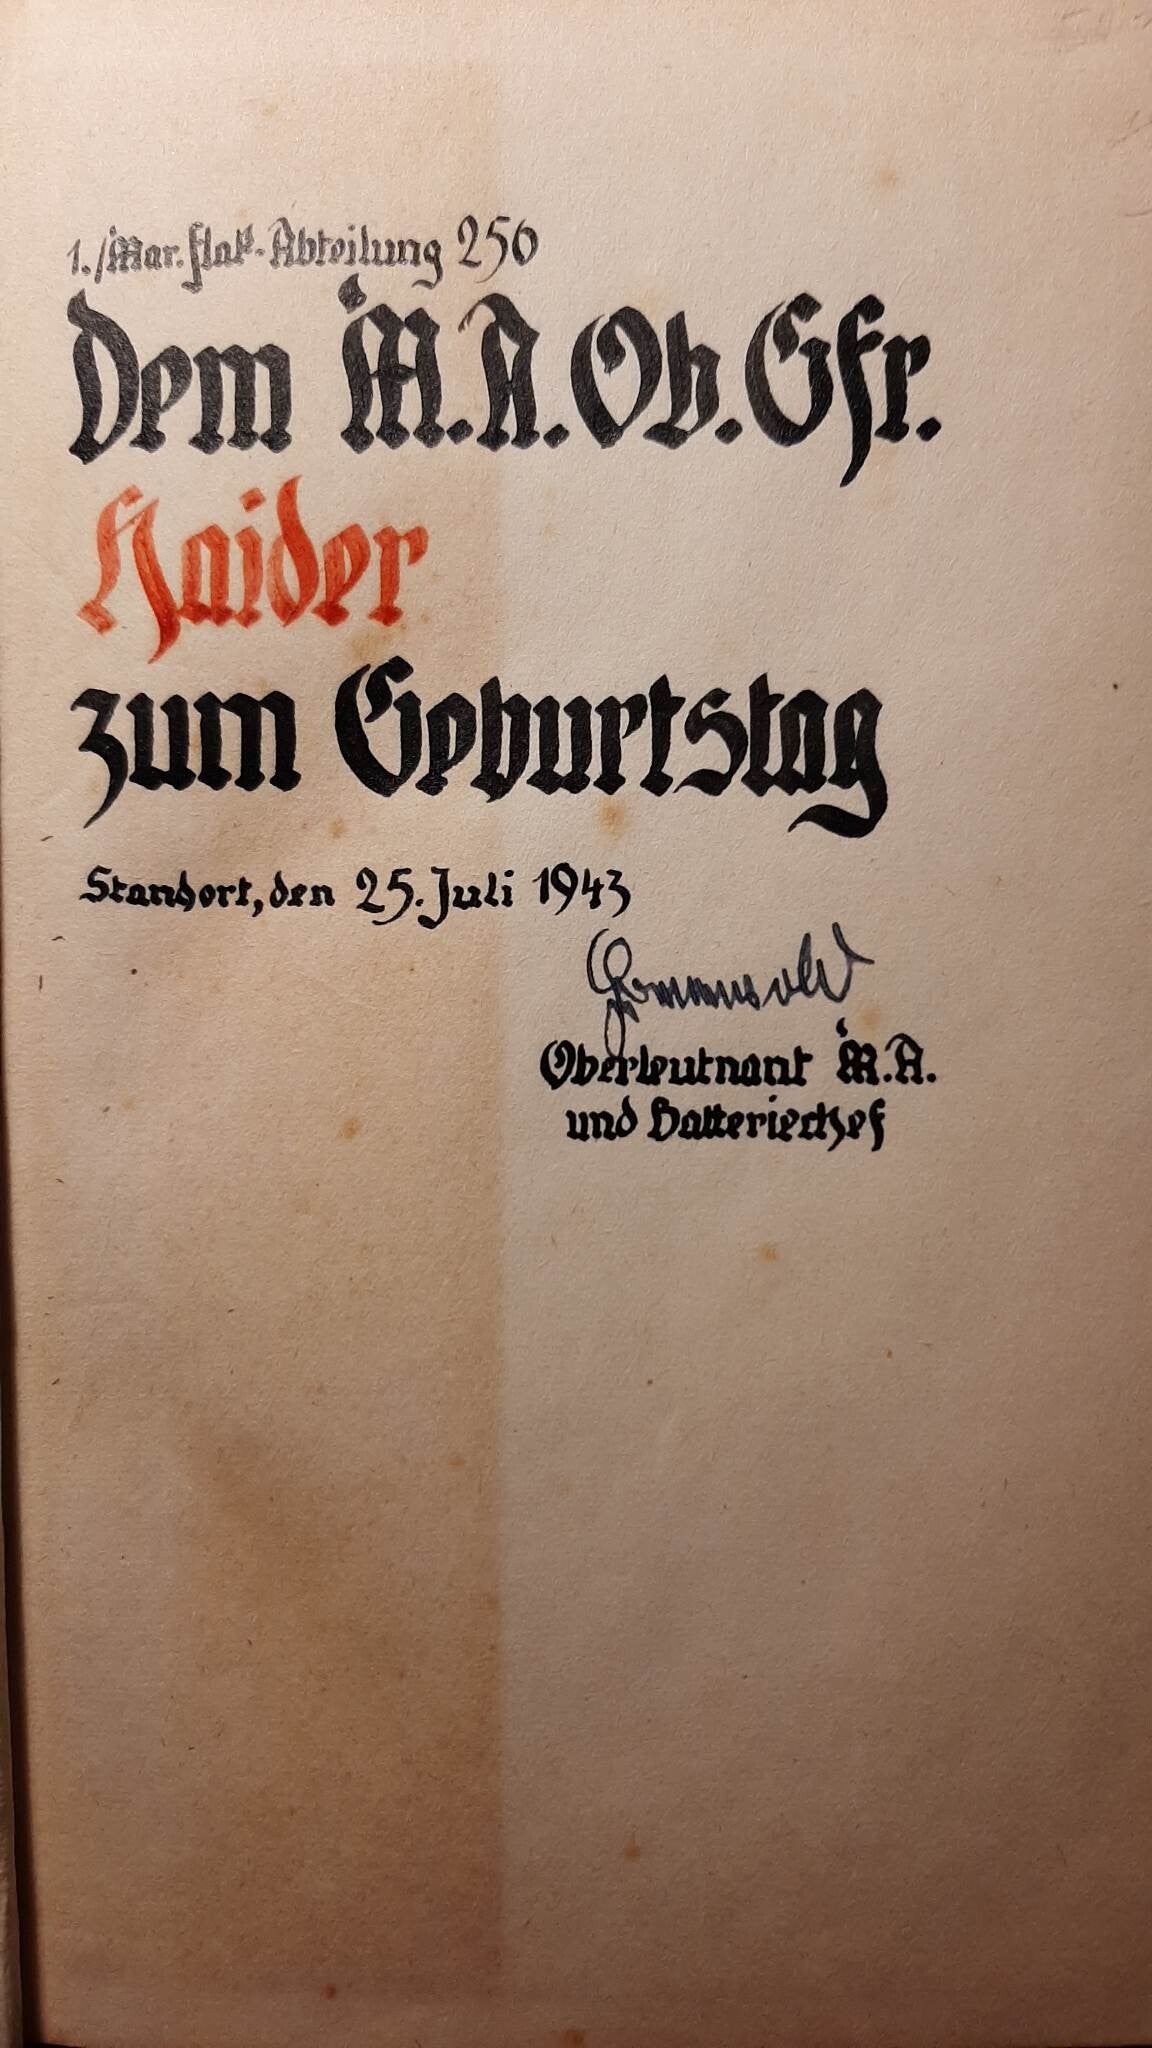 1./Mar. Flak-Abteilung 256
Dem M.A.Ob.Gfr.
Haider
zum Geburtstag
Standort, den 25. Juli 1943
Oberleutnant M.A.
und Batteriechef